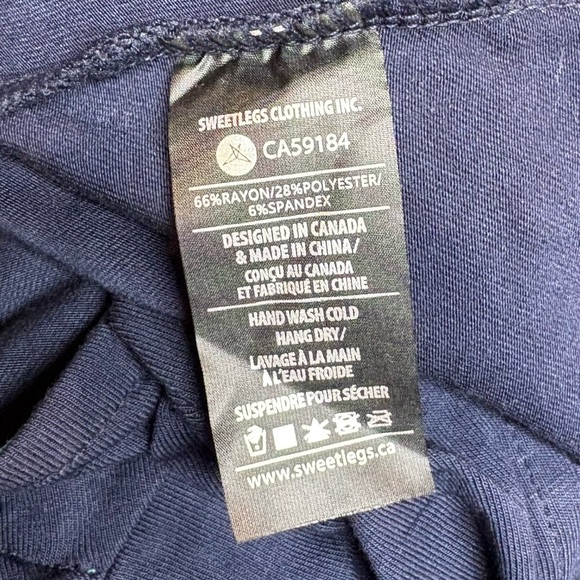 SWEETLEGS CLOTHING INC.
CA59184
66%RAYON/28%POLYESTER/
6%SPANDEX
DESIGNED IN CANADA
& MADE IN CHINA/
CONÇU AU CANADA
ET FABRIQUÉ EN CHINE
HAND WASH COLD
HANG DRY/
LAVAGE À LA MAIN
À L'EAU FROIDE
SUSPENDRE POUR SÉCHER
www.sweetlegs.ca